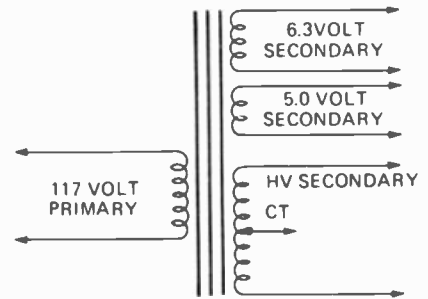 6.3VOLT
SECONDARY
5.0 VOLT
SECONDARY
117 VOLT
PRIMARY
HV SECONDARY
CT